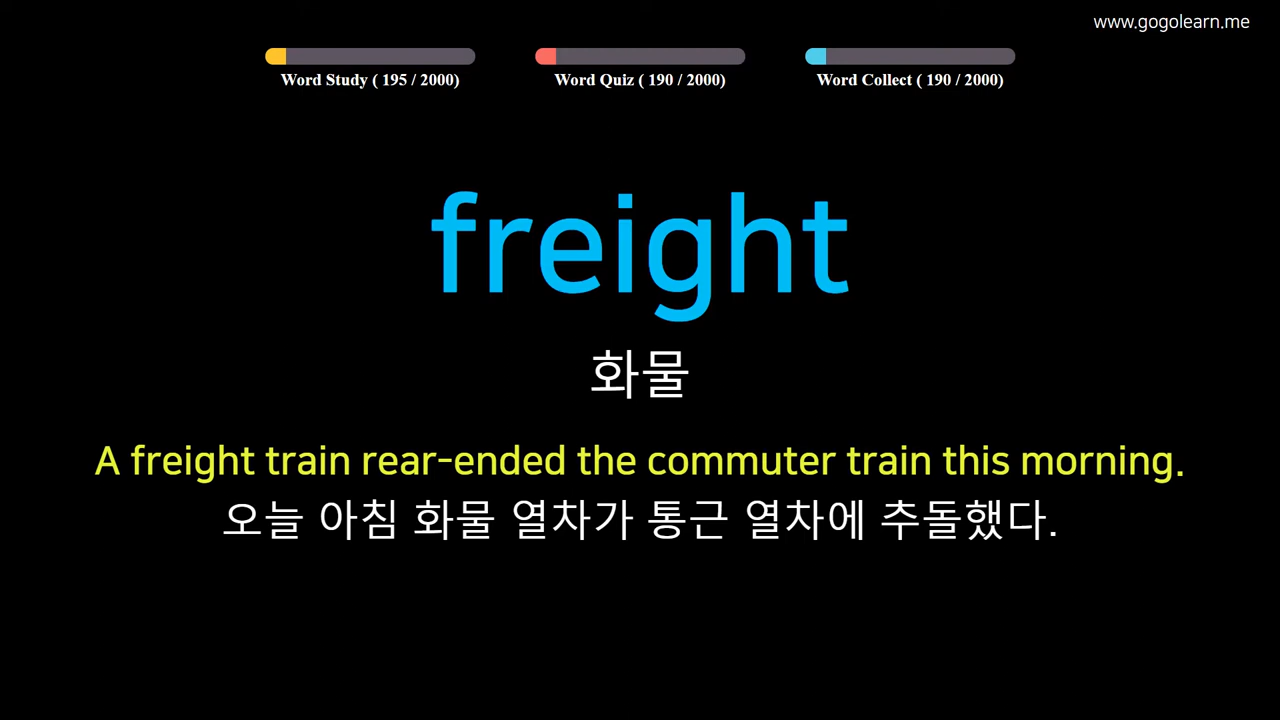 www.gogolearn.me
Word Study ( 195 / 2000)
Word Quiz ( 190 / 2000)
Word Collect ( 190 / 2000)
freight
화물
A freight train rear-ended the commuter train this morning.
오늘 아침 화물 열차가 통근 열차에 추돌했다.